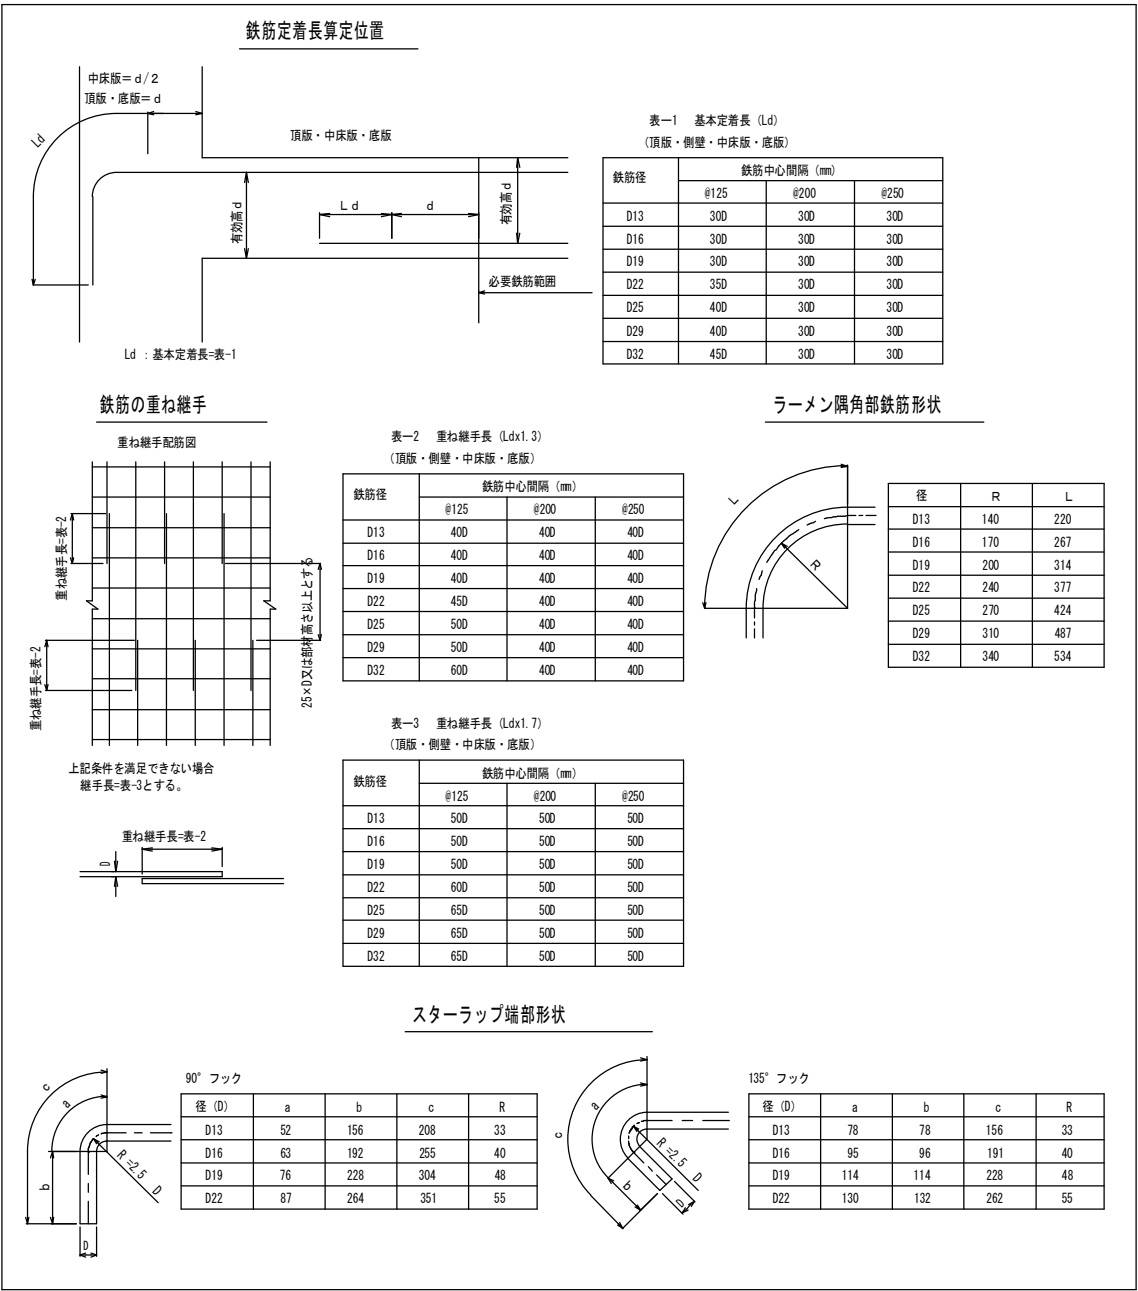 鉄筋定着長算定位置
中床版＝ｄ/２
頂版・底版＝ｄ
Ld
頂版・中床版・底版
有効高ｄ
Ｌｄ
ｄ
有効高ｄ
必要鉄筋範囲
Ld ：基本定着長=表-1
表ー1 基本定着長（Ld）
（頂版・側壁・中床版・底版）
鉄筋径 鉄筋中心間隔（㎜）
@125 @200 @250
D13 30D 30D 30D
D16 30D 30D 30D
D19 30D 30D 30D
D22 35D 30D 30D
D25 40D 30D 30D
D29 40D 30D 30D
D32 45D 30D 30D
鉄筋の重ね継手
重ね継手配筋図
重ね継手長=表-2
重ね継手長=表-2
25×D又は部材高さ以上とする
上記条件を満足できない場合
継手長=表-3とする。
重ね継手長=表-2
D
表ー2 重ね継手長（Ldx1.3）
（頂版・側壁・中床版・底版）
鉄筋径 鉄筋中心間隔（㎜）
@125 @200 @250
D13 40D 40D 40D
D16 40D 40D 40D
D19 40D 40D 40D
D22 45D 40D 40D
D25 50D 40D 40D
D29 50D 40D 40D
D32 60D 40D 40D
表ー3 重ね継手長（Ldx1.7）
（頂版・側壁・中床版・底版）
鉄筋径 鉄筋中心間隔（㎜）
@125 @200 @250
D13 50D 50D 50D
D16 50D 50D 50D
D19 50D 50D 50D
D22 60D 50D 50D
D25 65D 50D 50D
D29 65D 50D 50D
D32 65D 50D 50D
ラーメン隅角部鉄筋形状
L
R
径 R L
D13 140 220
D16 170 267
D19 200 314
D22 240 377
D25 270 424
D29 310 487
D32 340 534
スターラップ端部形状
c
a
b
R=2.5 D
D
90°フック
径（D） a b c R
D13 52 156 208 33
D16 63 192 255 40
D19 76 228 304 48
D22 87 264 351 55
c
a
b
R=2.5 D
D
135°フック
径（D） a b c R
D13 78 78 156 33
D16 95 96 191 40
D19 114 114 228 48
D22 130 132 262 55